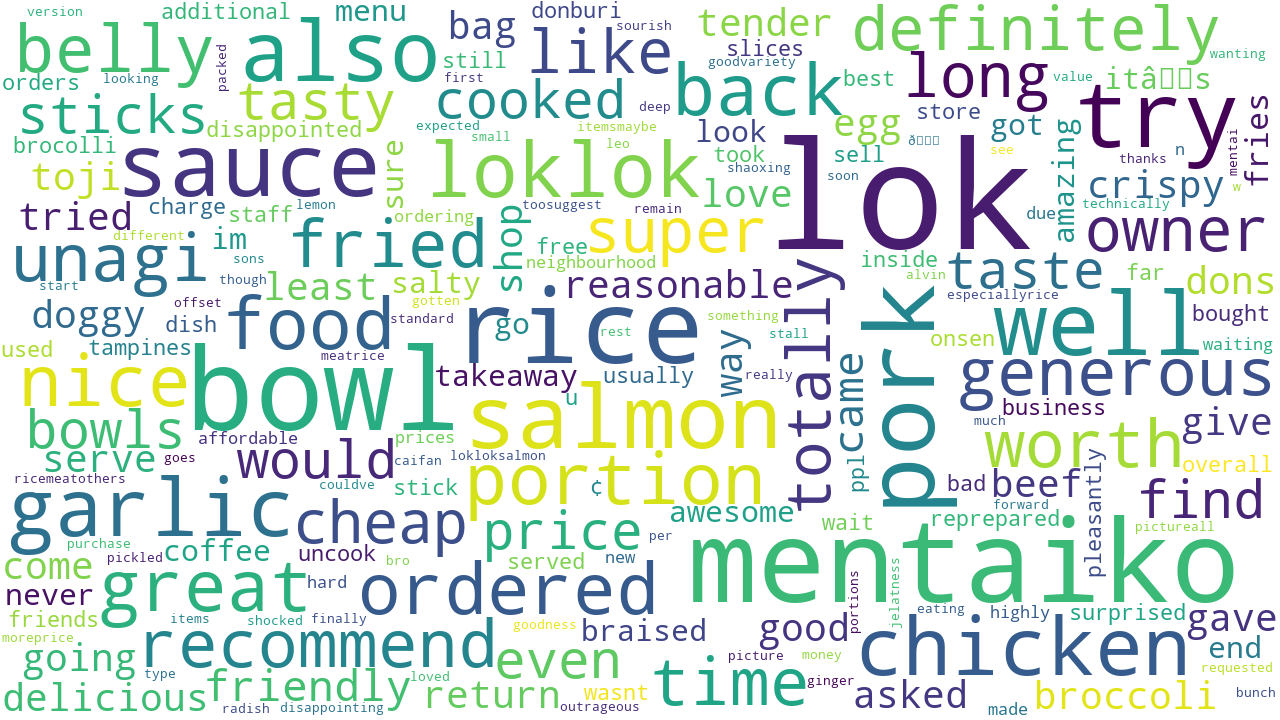 version additional menu bag donburi sourish tender definitely
belly also like slices wanting
orders looking packed still goodvariety back best long value itâ s
sticks tasty cooked first deep store try fries
brocolli disappointed expected small itemsmaybe look egg got
sauce sure loklok leo took sell ð n mentai
toji shaoxing soon see thanks
tried charge staff lemon ordering toosuggest remain love lok due amazing crispy w technically
different im fried shop free super owner
unagi sons neighbourhood inside taste alvin far dons
start though least salty reasonable
doggy offset dish food gotten standard go rice rest something stall totally pork especiallyrice well bought
used tampines meatrice onsen waiting
nice bowl takeaway usually way really came generous
bowls affordable prices u salmon business much give
serve goes would caifan lokloksalmon ppl worth
ricemeatothers couldve stick portion ¢ bad beef overall
garlic cheap awesome wait forward pleasantly find
purchase pickled coffee uncook price per reprepared pictureall
come great bro served new mentaiko
never hard ordered portions jelatness
friends items shocked finally goodness braised good eating highly surprised gave
moreprice recommend picture money chicken end
going type friendly loved even wasnt time ginger requested
delicious radish disappointing return outrageous asked made broccoli bunch